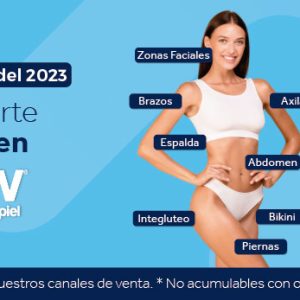 del 2023
rte
en
V®
piel
Zonas Faciales
Brazos
Axil
Espalda
Abdomen
Integluteo
Bikini
Piernas
uestros canales de venta. * No acumulables con o